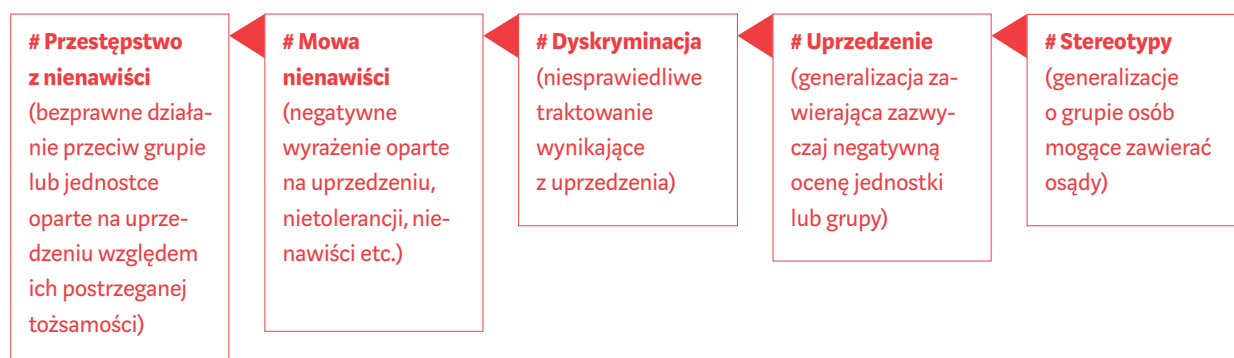 # Przestępstwo
z nienawiści
(bezprawne działa-
nie przeciw grupie
lub jednostce
oparte na uprze-
dzeniu względem
ich postrzeganej
tożsamości)
# Mowa
nienawiści
(negatywne
wyrażenie oparte
na uprzedzeniu,
nietolerancji, nie-
nawiści etc.)
# Dyskryminacja
(niesprawiedliwe
traktowanie
wynikające
z uprzedzenia)
# Uprzedzenie
(generalizacja za-
wierająca zazwy-
czaj negatywną
ocenę jednostki
lub grupy)
# Stereotypy
(generalizacje
o grupie osób
mogące zawierać
osądy)